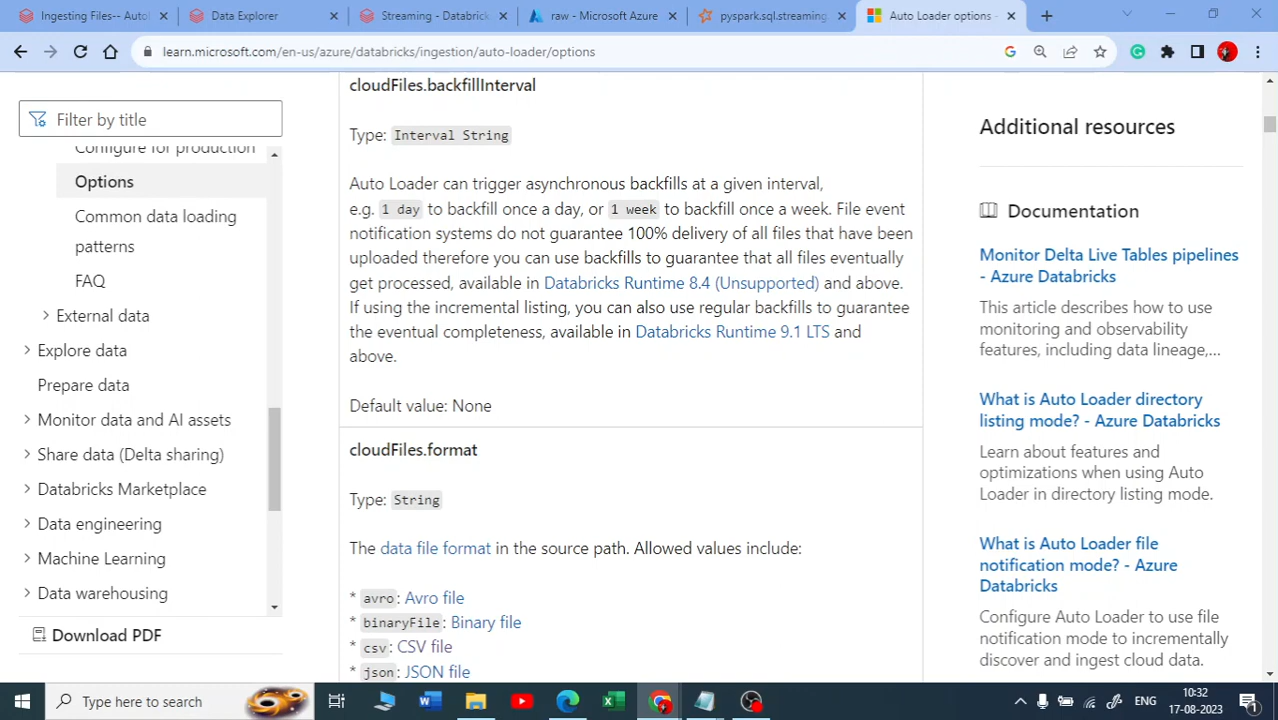 Ingesting Files-- Auto
Data Explorer
Streaming - Databricks
raw - Microsoft Azure
pyspark.sql.streaming
Auto Loader options -
learn.microsoft.com/en-us/azure/databricks/ingestion/auto-loader/options
Filter by title
Configure for production
Options
Common data loading
patterns
FAQ
External data
Explore data
Prepare data
Monitor data and AI assets
Share data (Delta sharing)
Databricks Marketplace
Data engineering
Machine Learning
Data warehousing
Download PDF
cloudFiles.backfillInterval
Type: Interval String
Auto Loader can trigger asynchronous backfills at a given interval,
e.g. 1 day to backfill once a day, or 1 week to backfill once a week. File event
notification systems do not guarantee 100% delivery of all files that have been
uploaded therefore you can use backfills to guarantee that all files eventually
get processed, available in Databricks Runtime 8.4 (Unsupported) and above.
If using the incremental listing, you can also use regular backfills to guarantee
the eventual completeness, available in Databricks Runtime 9.1 LTS and
above.
Default value: None
cloudFiles.format
Type: String
The data file format in the source path. Allowed values include:
* avro: Avro file
* binaryFile: Binary file
* csv: CSV file
* json: JSON file
Additional resources
Documentation
Monitor Delta Live Tables pipelines
- Azure Databricks
This article describes how to use
monitoring and observability
features, including data lineage,...
What is Auto Loader directory
listing mode? - Azure Databricks
Learn about features and
optimizations when using Auto
Loader in directory listing mode.
What is Auto Loader file
notification mode? - Azure
Databricks
Configure Auto Loader to use file
notification mode to incrementally
discover and ingest cloud data.
Type here to search
ENG
10:32
17-08-2023
1